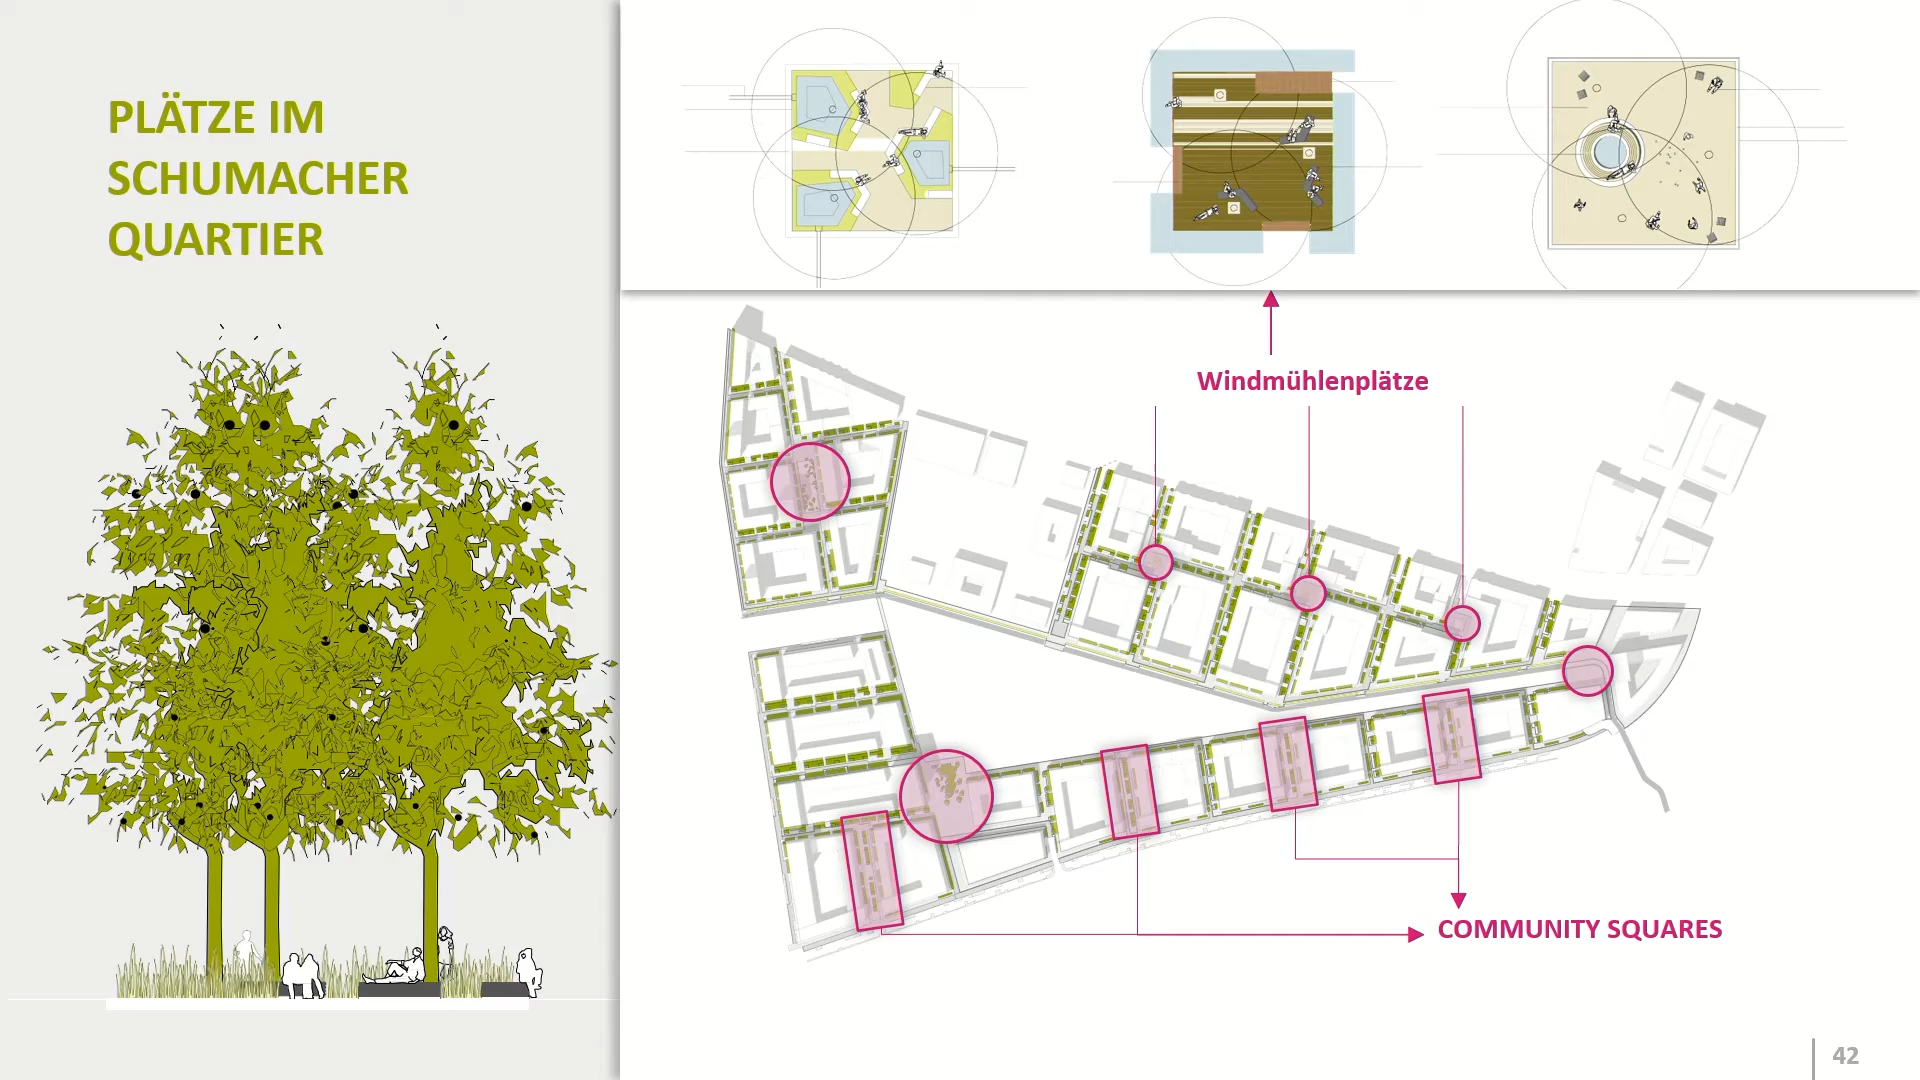 PLÄTZE IM
SCHUMACHER
QUARTIER
Windmühlenplätze
COMMUNITY SQUARES
42